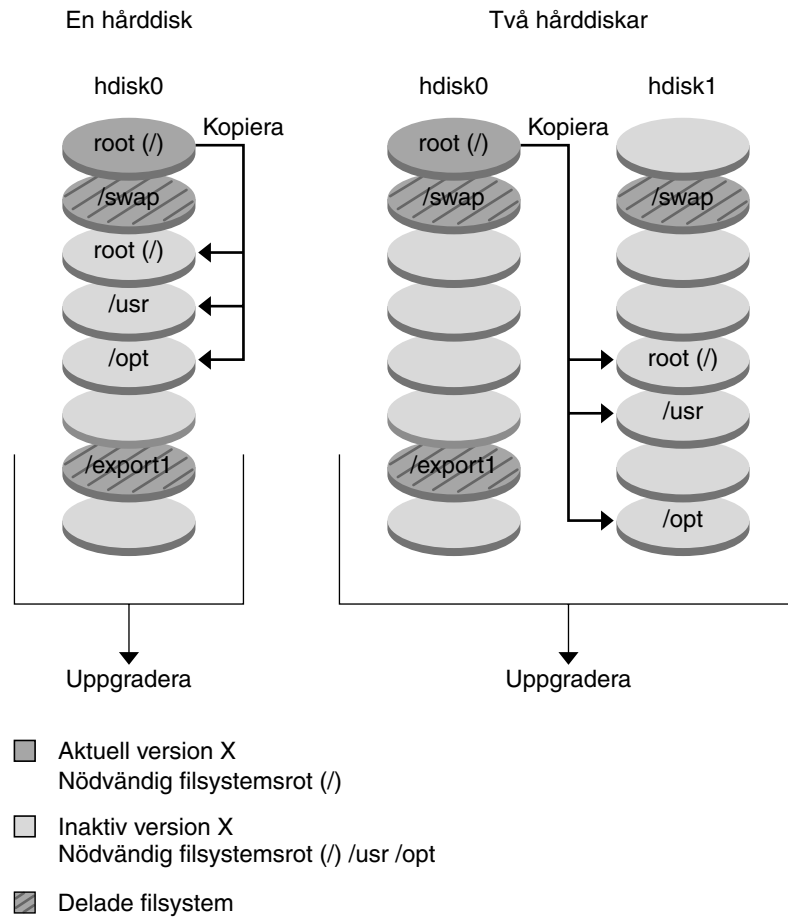 En hårddisk
Två hårddiskar
hdisk0
hdisk0
hdisk1
root (/)
Kopiera
/swap
root (/)
/usr
/opt
/export1
root (/)
Kopiera
/swap
/export1
/swap
root (/)
/usr
/opt
Uppgradera
Uppgradera
Aktuell version X
Nödvändig filsystemsrot (/)
Inaktiv version X
Nödvändig filsystemsrot (/) /usr /opt
Delade filsystem